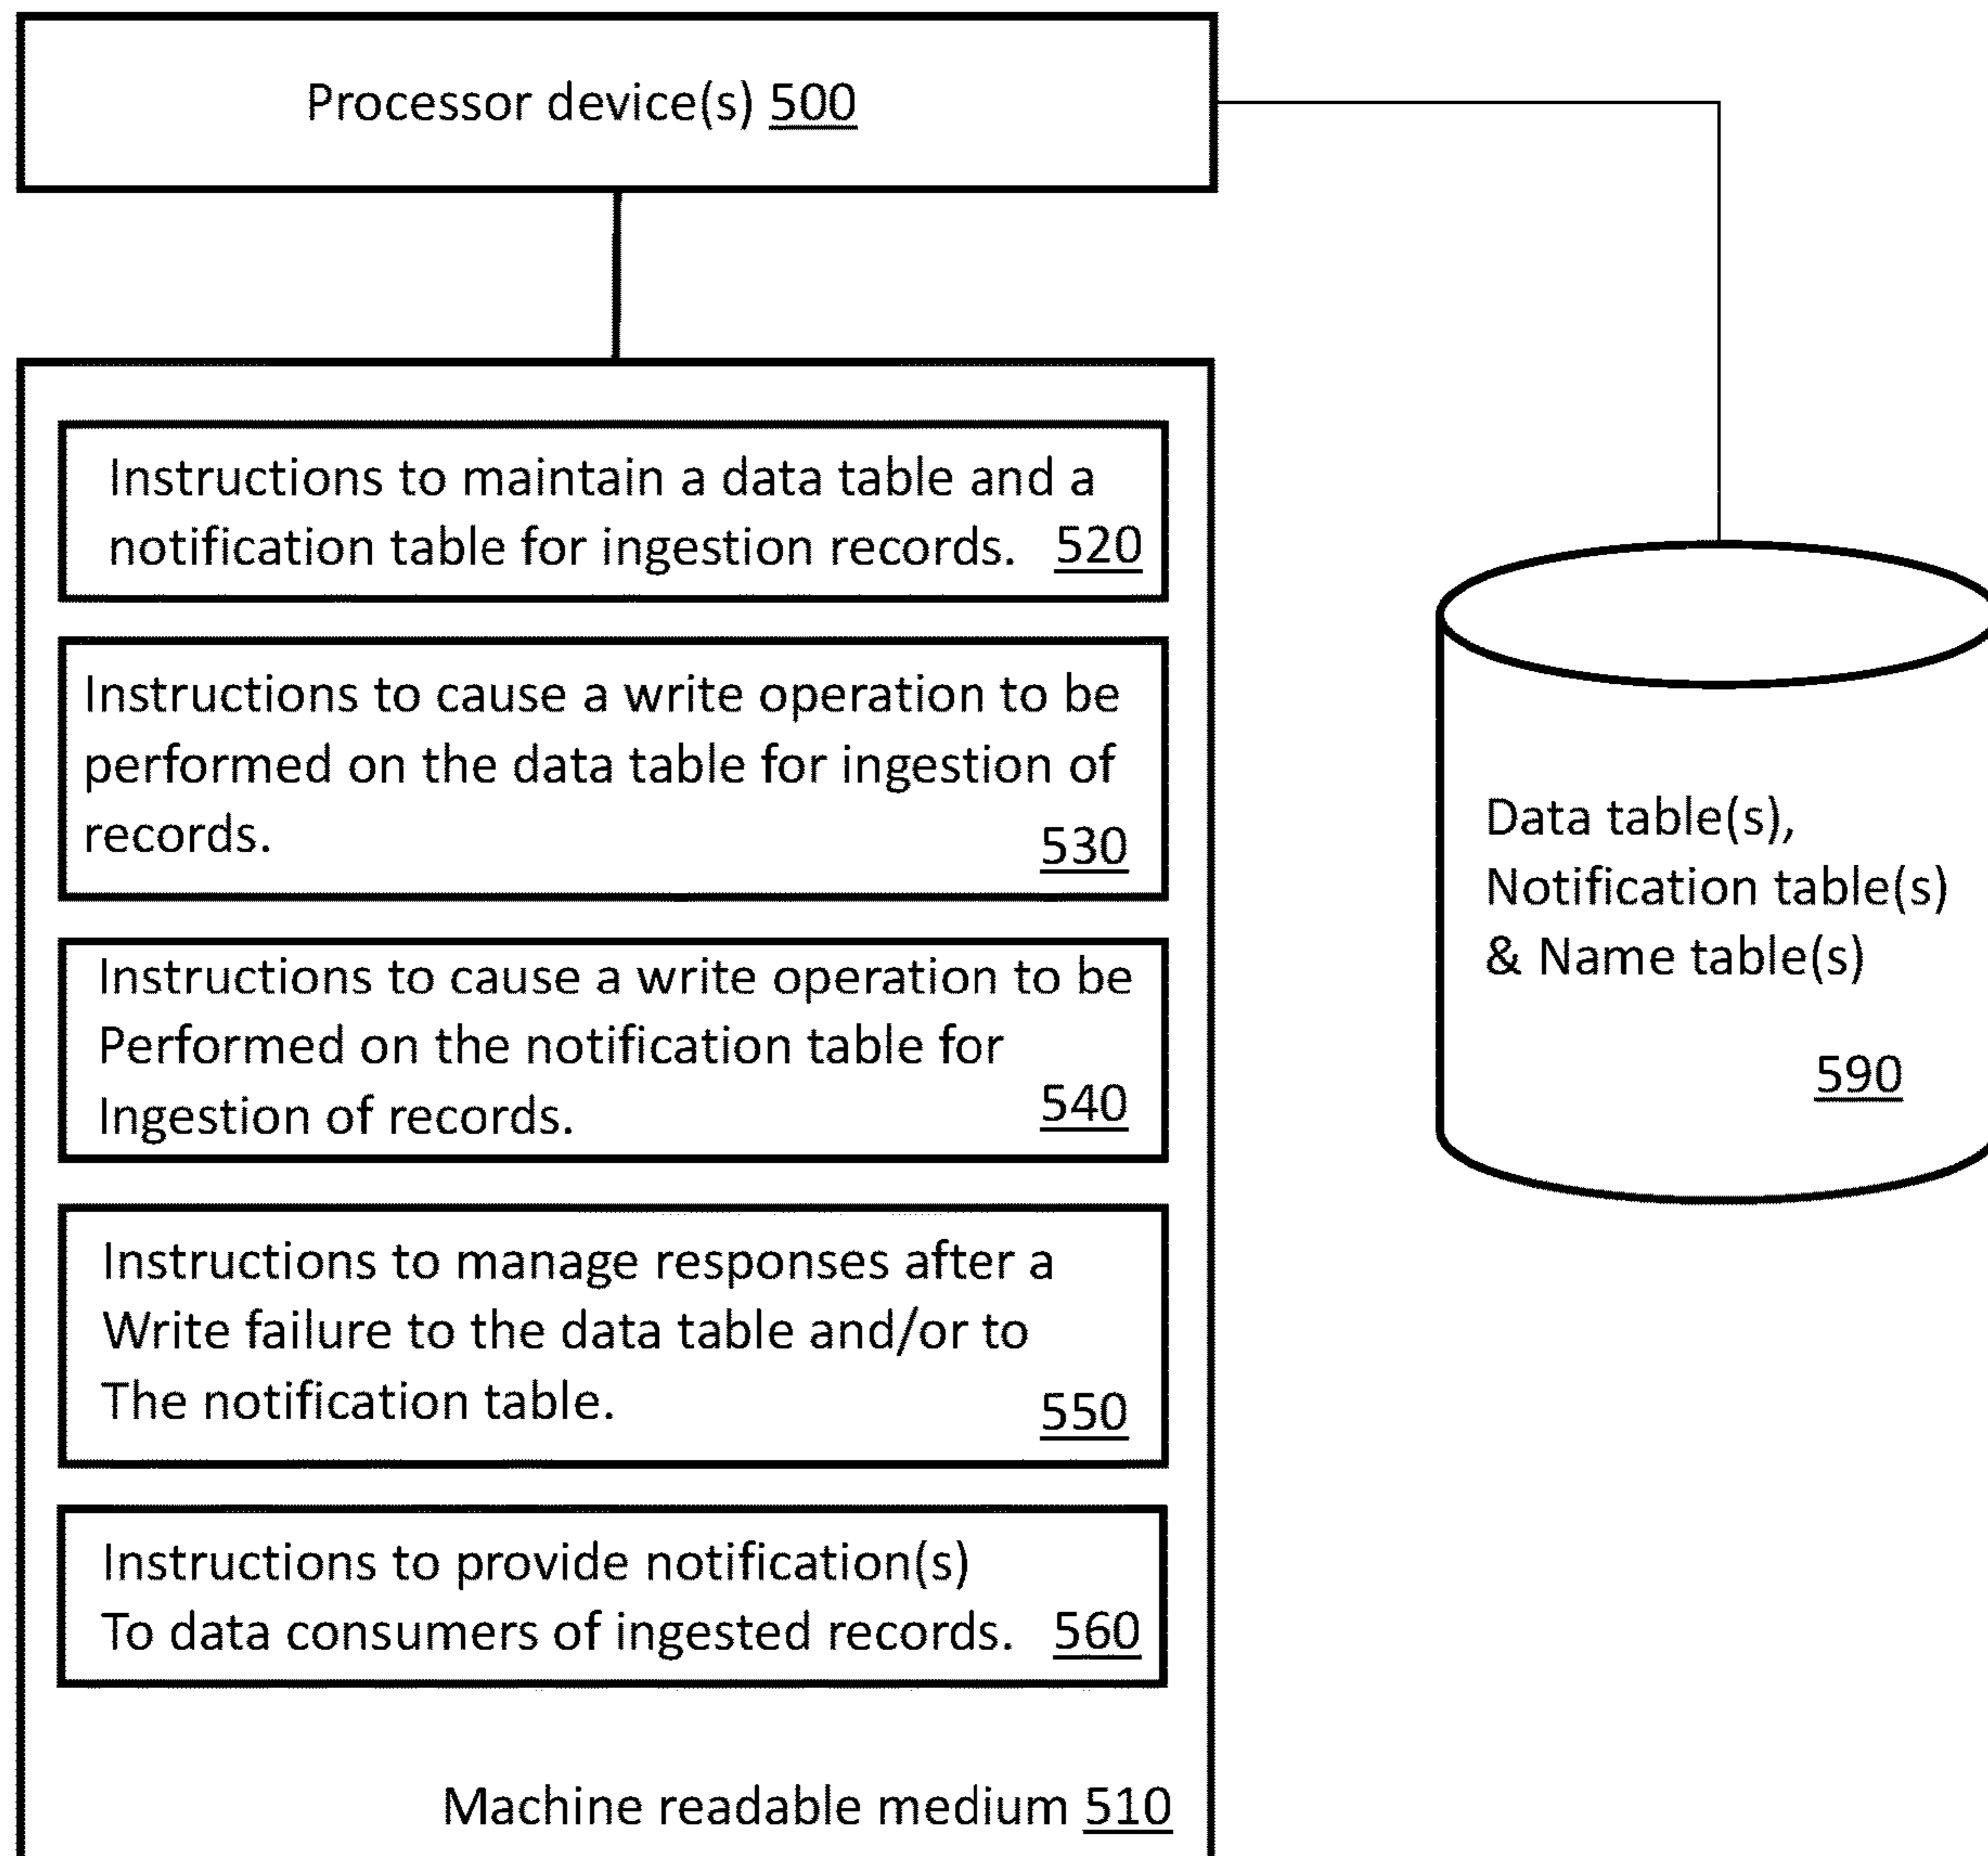 Processor device(s) 500
Instructions to maintain a data table and a
notification table for ingestion records. 520
Instructions to cause a write operation to be
performed on the data table for ingestion of
records. 530
Instructions to cause a write operation to be
Performed on the notification table for
Ingestion of records. 540
Instructions to manage responses after a
Write failure to the data table and/or to
The notification table. 550
Instructions to provide notification(s)
To data consumers of ingested records. 560
Machine readable medium 510
Data table(s),
Notification table(s)
& Name table(s)
590